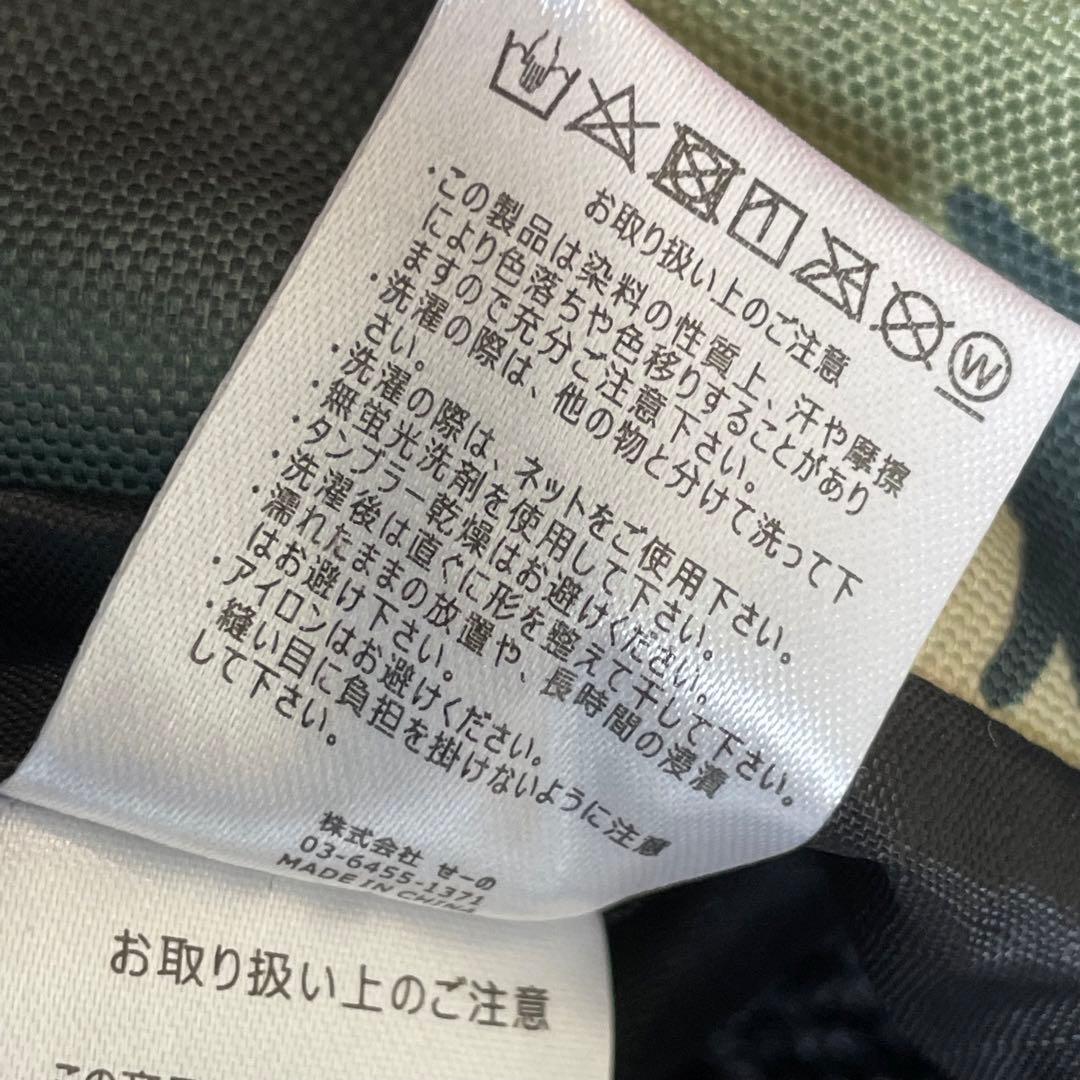 W
お取り扱い上のご注意
・この製品は染料の性質上、汗や摩擦
により色落ちや色移りすることがあり
ますので充分ご注意下さい。
・洗濯の際は、他の物と分けて洗って下
さい。
・洗濯の際は、ネットをご使用下さい。
・無蛍光洗剤を使用して下さい。
・タンブラー乾燥はお避けください。
・洗濯後は直ぐに形を整えて干して下さい。
・濡れたままの放置や、長時間の浸漬
はお避け下さい。
・アイロンはお避けください。
・縫い目に負担を掛けないように注意
して下さい。
株式会社 せーの
03-6455-1371
MADE IN CHINA
お取り扱い上のご注意